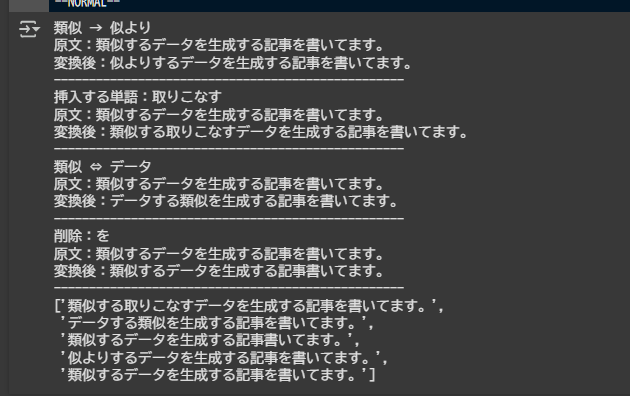 --NORMAL--
類似 → 似より
原文：類似するデータを生成する記事を書いてます。
変換後：似よりするデータを生成する記事を書いてます。
--------------------------------------------------
挿入する単語：取りこなす
原文：類似するデータを生成する記事を書いてます。
変換後：類似する取りこなすデータを生成する記事を書いてます。
--------------------------------------------------
類似 ⇔ データ
原文：類似するデータを生成する記事を書いてます。
変換後：データする類似を生成する記事を書いてます。
--------------------------------------------------
削除：を
原文：類似するデータを生成する記事を書いてます。
変換後：類似するデータを生成する記事書いてます。
--------------------------------------------------
['類似する取りこなすデータを生成する記事を書いてます。',
'データする類似を生成する記事を書いてます。',
'類似するデータを生成する記事書いてます。',
'似よりするデータを生成する記事を書いてます。',
'類似するデータを生成する記事を書いてます。']